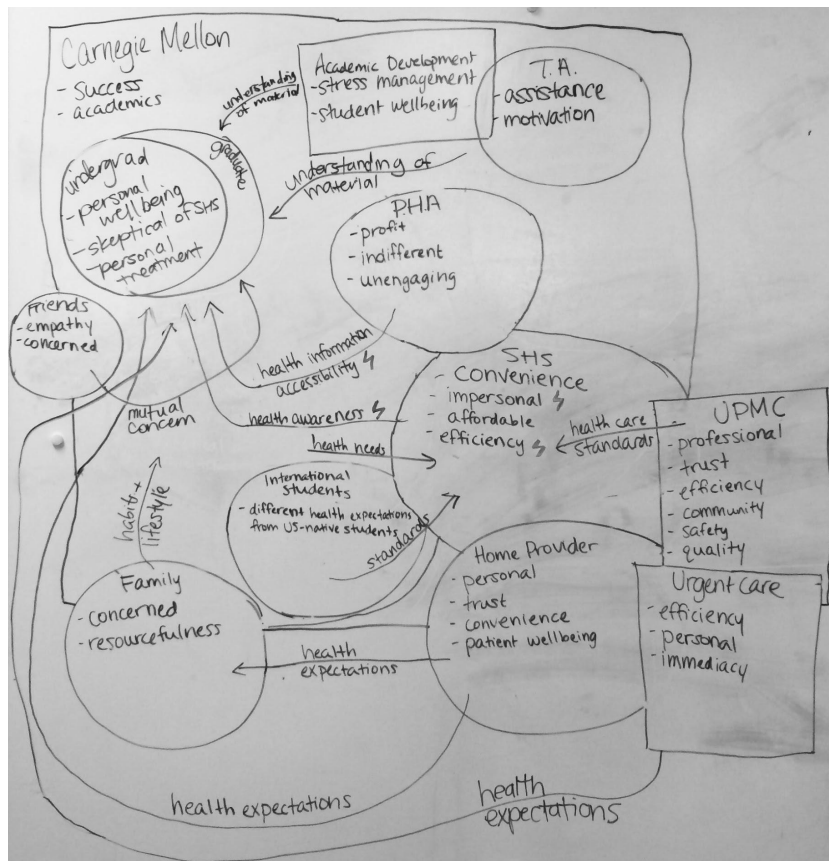 Carnegie Mellon
- Success
- academics
Academic Development
- stress management
- student wellbeing
T.A.
- assistance
- motivation
understanding
of material
graduate
understanding of
material
undergrad
- personal
wellbeing
- skeptical of SHS
- personal
treatment
P.H.A
- profit
- indifferent
- unengaging
Friends
- empathy
- concerned
mutual
concern
health information
accessibility
health awareness
health needs
SHS
- Convenience
- impersonal
- affordable
- efficiency
health care
standards
UPMC
- professional
- trust
- efficiency
- community
- safety
- quality
International
students
- different health expectations
from US-native students
standards
habits +
lifestyle
Family
- concerned
- resourcefulness
Home Provider
- personal
- trust
- convenience
- patient wellbeing
Urgent care
- efficiency
- personal
- immediacy
health
expectations
health expectations
health
expectations